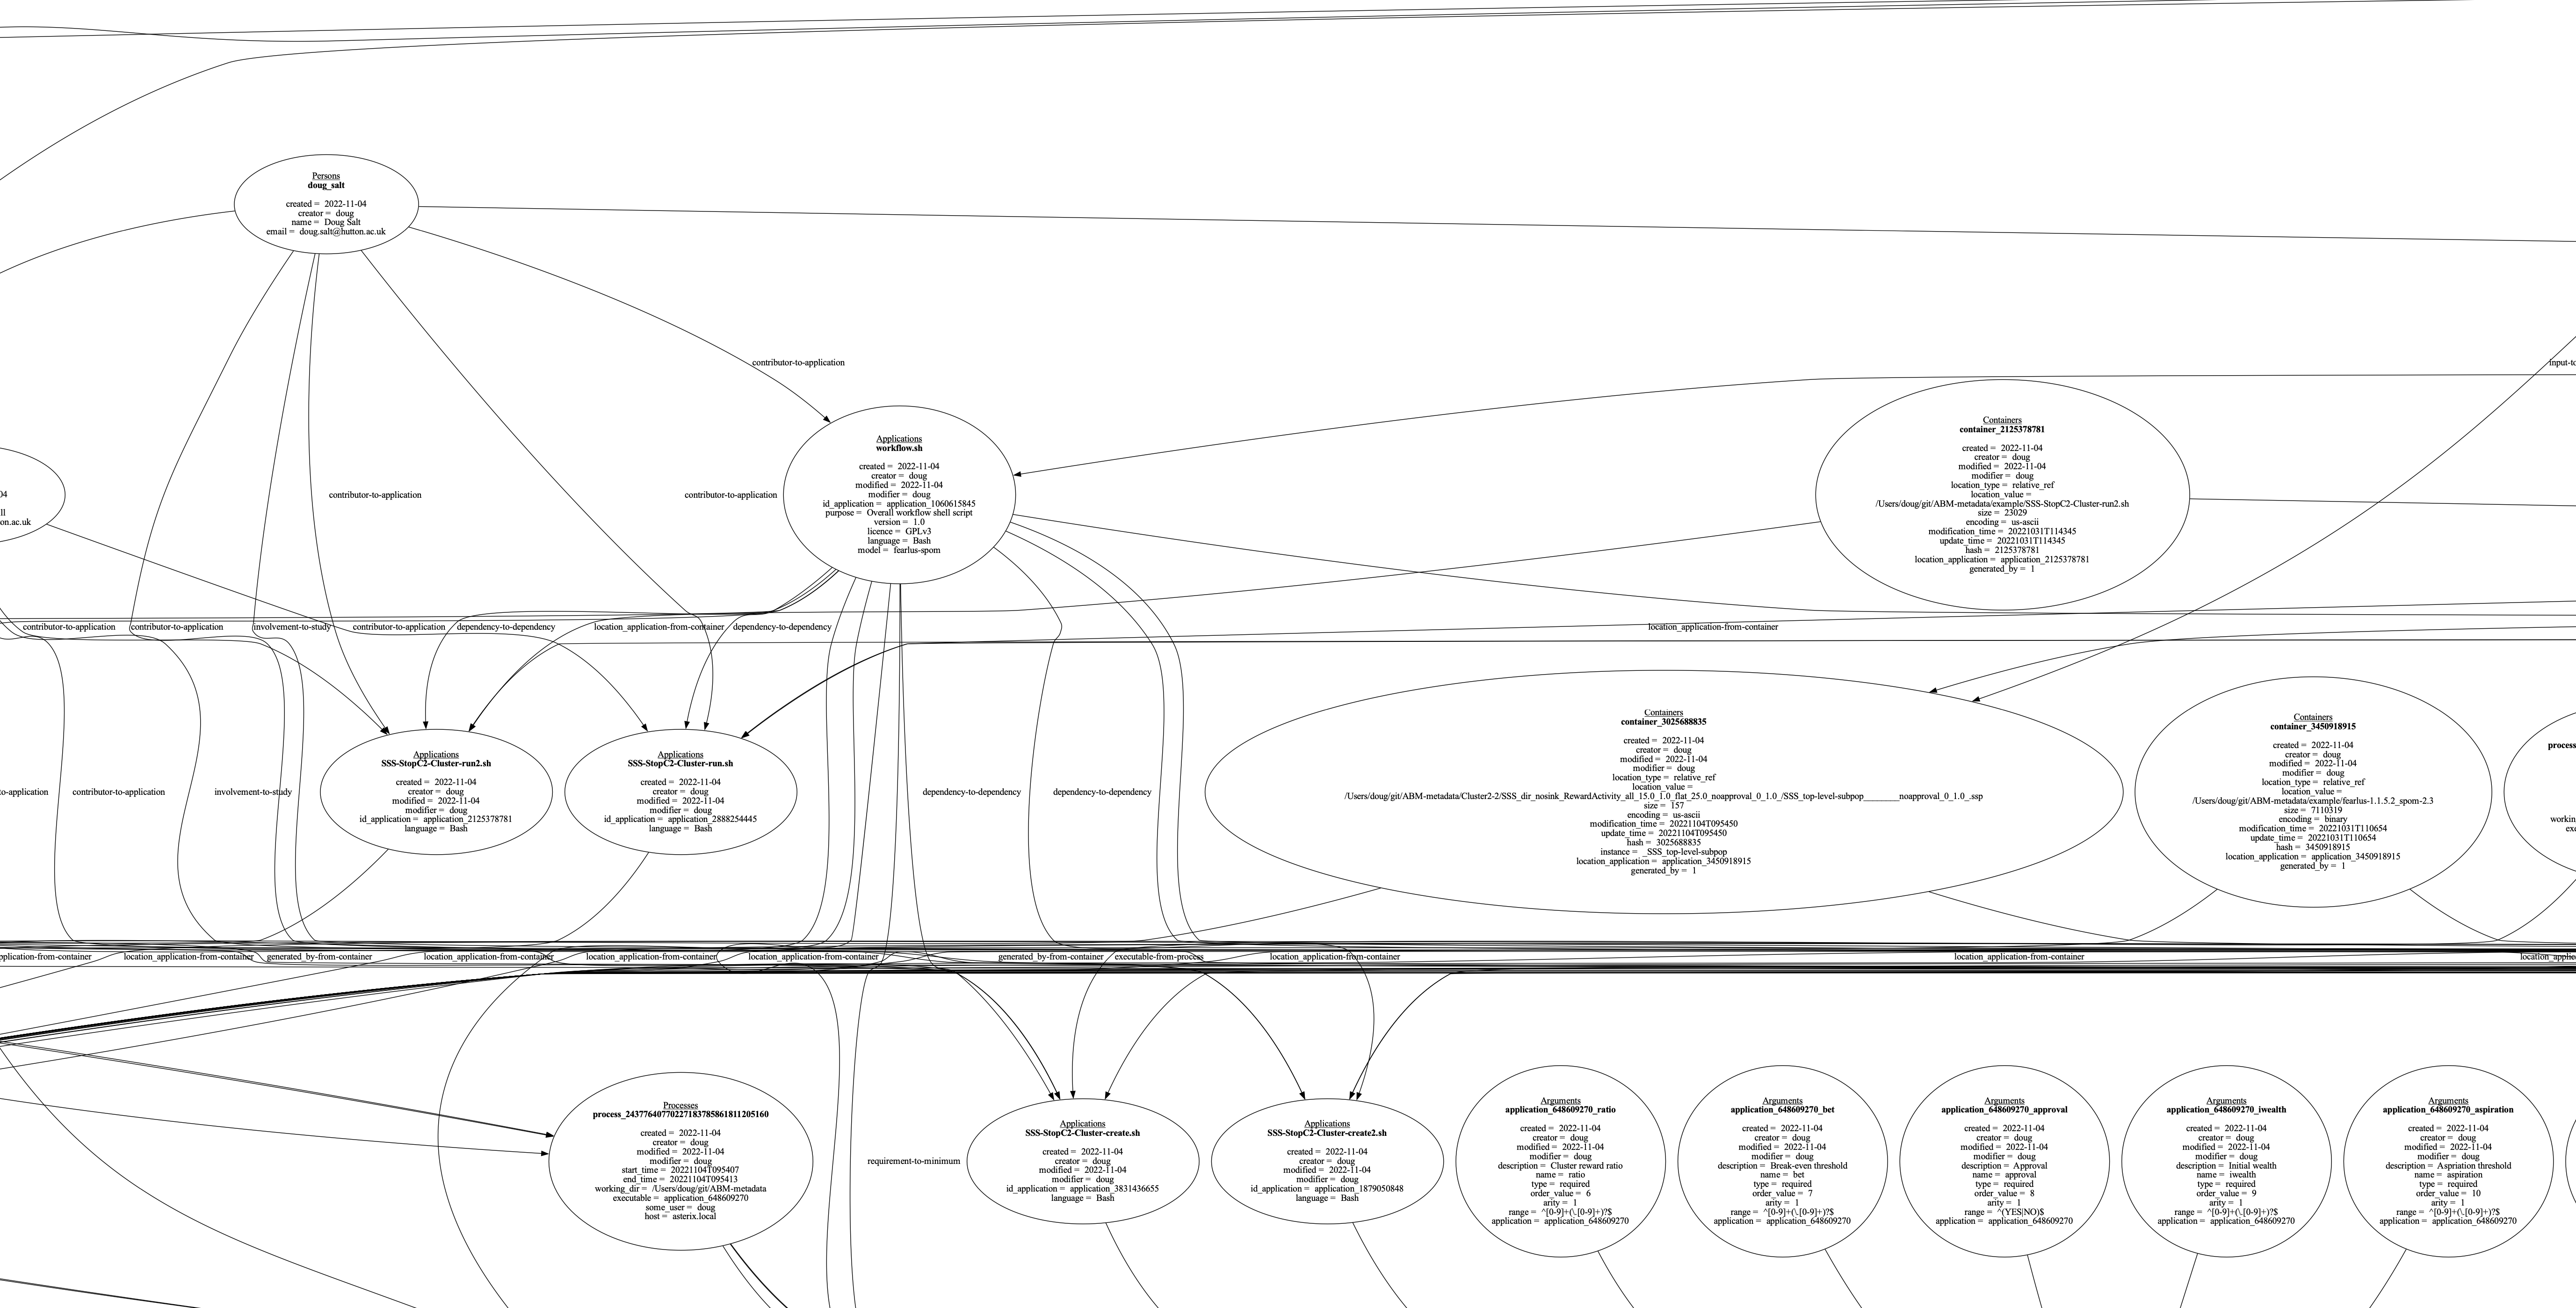 Persons
doug_salt
created = 2022-11-04
creator = doug
name = Doug Salt
email = doug.salt@hutton.ac.uk
contributor-to-application
input-to
Applications
workflow.sh
created = 2022-11-04
creator = doug
modified = 2022-11-04
modifier = doug
id_application = application_1060615845
purpose = Overall workflow shell script
version = 1.0
licence = GPLv3
language = Bash
model = fearlus-spom
Containers
container_2125378781
created = 2022-11-04
creator = doug
modified = 2022-11-04
modifier = doug
location_type = relative_ref
location_value =
/Users/doug/git/ABM-metadata/example/SSS-StopC2-Cluster-run2.sh
size = 23029
encoding = us-ascii
modification_time = 20221031T114345
update_time = 20221031T114345
hash = 2125378781
location_application = application_2125378781
generated_by = 1
04
ll
on.ac.uk
contributor-to-application
contributor-to-application
contributor-to-application
contributor-to-application
involvement-to-study
contributor-to-application
dependency-to-dependency
location_application-from-container
dependency-to-dependency
location_application-from-container
Applications
SSS-StopC2-Cluster-run2.sh
created = 2022-11-04
creator = doug
modified = 2022-11-04
modifier = doug
id_application = application_2125378781
language = Bash
Applications
SSS-StopC2-Cluster-run.sh
created = 2022-11-04
creator = doug
modified = 2022-11-04
modifier = doug
id_application = application_2888254445
language = Bash
Containers
container_3025688835
created = 2022-11-04
creator = doug
modified = 2022-11-04
modifier = doug
location_type = relative_ref
location_value =
/Users/doug/git/ABM-metadata/Cluster2-2/SSS_dir_nosink_RewardActivity_all_15.0_1.0_flat_25.0_noapproval_0_1.0_/SSS_top-level-subpop________noapproval_0_1.0_.ssp
size = 157
encoding = us-ascii
modification_time = 20221104T095450
update_time = 20221104T095450
hash = 3025688835
instance = _SSS_top-level-subpop
location_application = application_3450918915
generated_by = 1
Containers
container_3450918915
created = 2022-11-04
creator = doug
modified = 2022-11-04
modifier = doug
location_type = relative_ref
location_value =
/Users/doug/git/ABM-metadata/example/fearlus-1.1.5.2_spom-2.3
size = 7110319
encoding = binary
modification_time = 20221031T110654
update_time = 20221031T110654
hash = 3450918915
location_application = application_3450918915
generated_by = 1
process
workin
exe
o-application
contributor-to-application
involvement-to-study
dependency-to-dependency
dependency-to-dependency
pplication-from-container
location_application-from-container
generated_by-from-container
location_application-from-container
location_application-from-container
location_application-from-container
generated_by-from-container
executable-from-process
location_application-from-container
location_application-from-container
location_applic
Processes
process_2437764077022718378586181120​5160
created = 2022-11-04
creator = doug
modified = 2022-11-04
modifier = doug
start_time = 20221104T095407
end_time = 20221104T095413
working_dir = /Users/doug/git/ABM-metadata
executable = application_648609270
some_user = doug
host = asterix.local
requirement-to-minimum
Applications
SSS-StopC2-Cluster-create.sh
created = 2022-11-04
creator = doug
modified = 2022-11-04
modifier = doug
id_application = application_3831436655
language = Bash
Applications
SSS-StopC2-Cluster-create2.sh
created = 2022-11-04
creator = doug
modified = 2022-11-04
modifier = doug
id_application = application_1879050848
language = Bash
Arguments
application_648609270_ratio
created = 2022-11-04
creator = doug
modified = 2022-11-04
modifier = doug
description = Cluster reward ratio
name = ratio
type = required
order_value = 6
arity = 1
range = ^[0-9]+(\.[0-9]+)?$
application = application_648609270
Arguments
application_648609270_bet
created = 2022-11-04
creator = doug
modified = 2022-11-04
modifier = doug
description = Break-even threshold
name = bet
type = required
order_value = 7
arity = 1
range = ^[0-9]+(\.[0-9]+)?$
application = application_648609270
Arguments
application_648609270_approval
created = 2022-11-04
creator = doug
modified = 2022-11-04
modifier = doug
description = Approval
name = approval
type = required
order_value = 8
arity = 1
range = ^(YES|NO)$
application = application_648609270
Arguments
application_648609270_iwealth
created = 2022-11-04
creator = doug
modified = 2022-11-04
modifier = doug
description = Initial wealth
name = iwealth
type = required
order_value = 9
arity = 1
range = ^[0-9]+(\.[0-9]+)?$
application = application_648609270
Arguments
application_648609270_aspiration
created = 2022-11-04
creator = doug
modified = 2022-11-04
modifier = doug
description = Aspriation threshold
name = aspiration
type = required
order_value = 10
arity = 1
range = ^[0-9]+(\.[0-9]+)?$
application = application_648609270